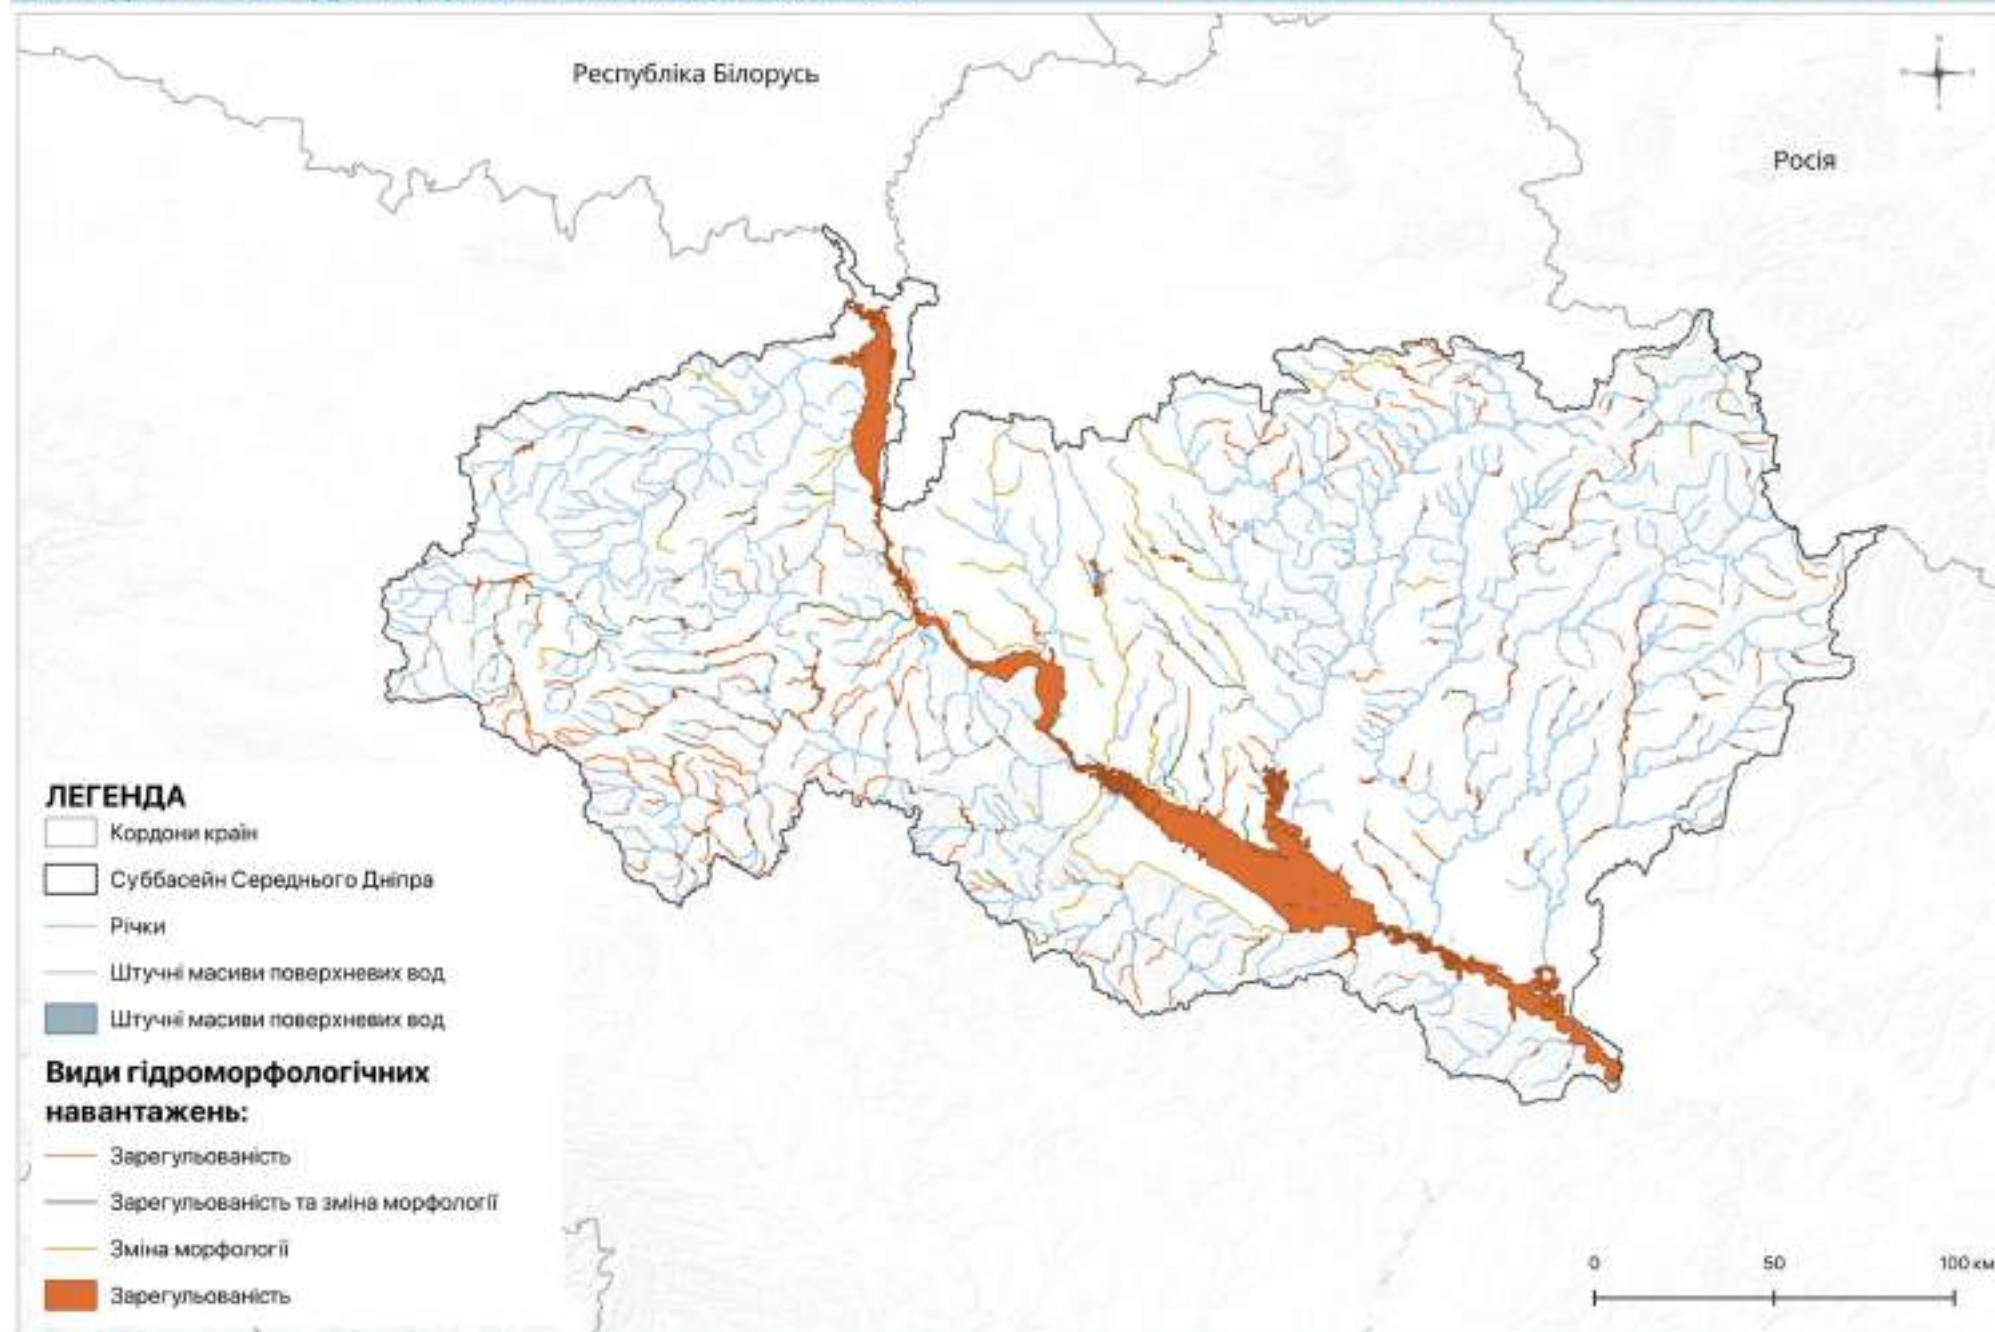 Республіка Білорусь
Росія
ЛЕГЕНДА
Кордони країн
Суббасейн Середнього Дніпра
Річки
Штучні масиви поверхневих вод
Штучні масиви поверхневих вод
Види гідроморфологічних
навантажень:
Зарегульованість
Зарегульованість та зміна морфології
Зміна морфології
Зарегульованість
0 50 100 км